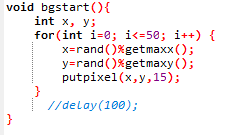 void bgstart(){
    int x, y;
    for(int i=0; i<=50; i++) {
        x=rand()%getmaxx();
        y=rand()%getmaxy();
        putpixel(x,y,15);
    }
      //delay(100);
}